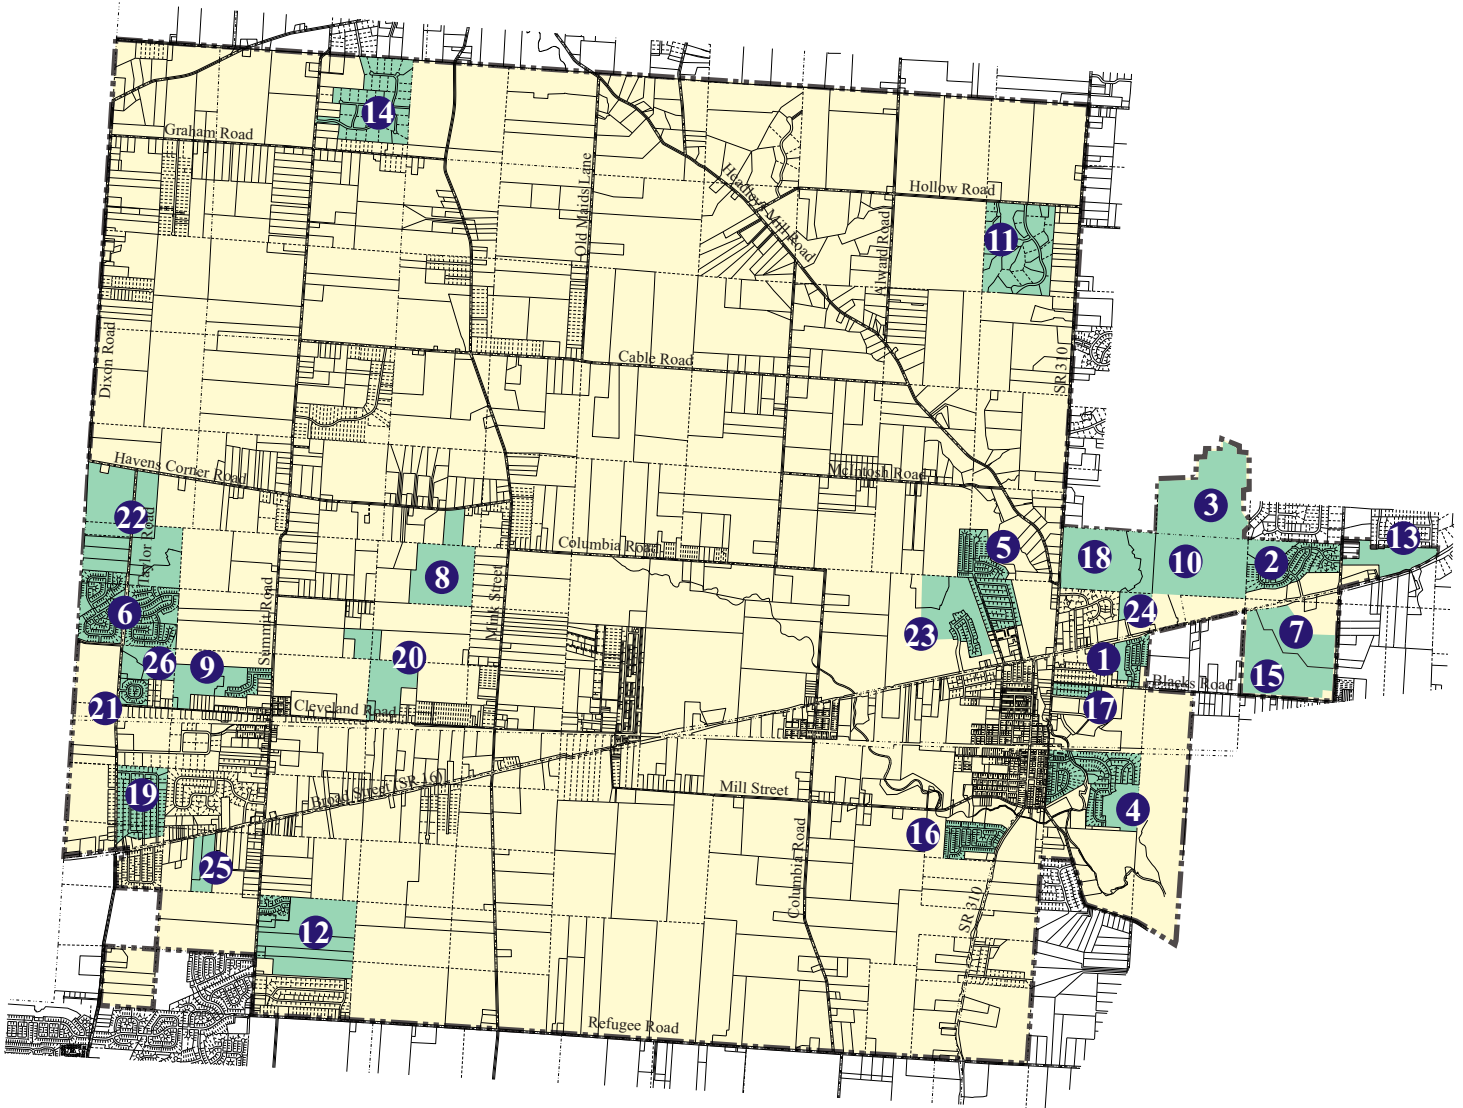 14
Graham Road
Old Maids Lane
Headleys Mill Road
Hollow Road
Alward Road
11
Dixon Road
Cable Road
SR 310
Havens Corner Road
McIntosh Road
22
Taylor Road
3
Columbia Road
5
18
10
2
13
8
Mink Street
6
Summit Road
24
23
7
26
9
20
1
Blacks Road
15
21
Cleveland Road
17
19
Broad Street (SR 16)
Mill Street
4
16
25
Columbia Road
SR 310
12
Refugee Road